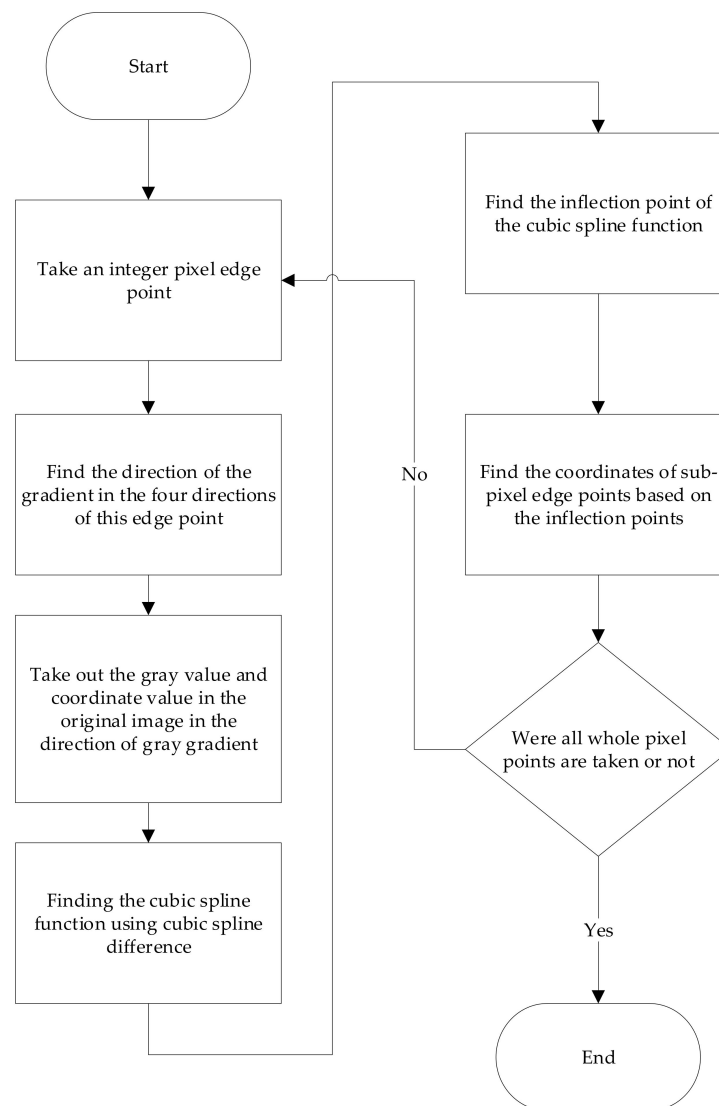 Start
Take an integer pixel edge
point
Find the direction of the
gradient in the four directions
of this edge point
Take out the gray value and
coordinate value in the
original image in the
direction of gray gradient
Finding the cubic spline
function using cubic spline
difference
Find the inflection point of
the cubic spline function
Find the coordinates of sub-
pixel edge points based on
the inflection points
No
Were all whole pixel
points are taken or not
Yes
End